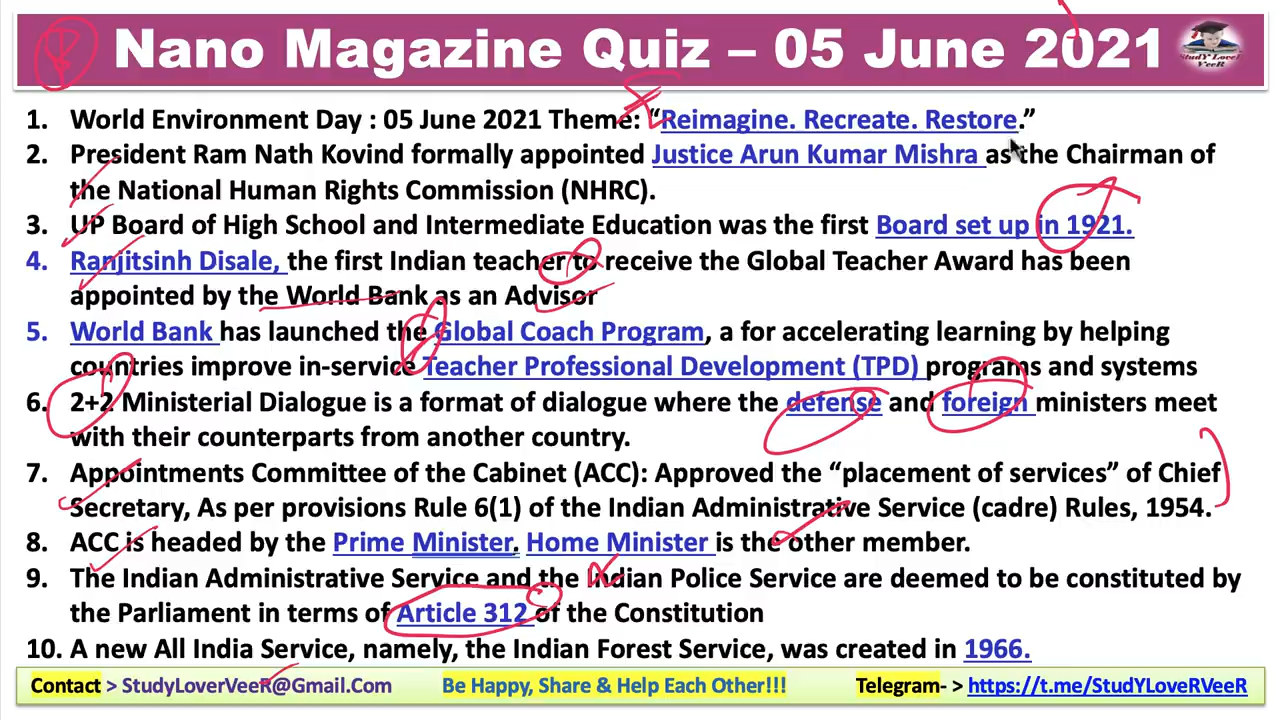 Nano Magazine Quiz – 05 June 2021
StudY LoveR
VeeR
1. World Environment Day : 05 June 2021 Theme: “Reimagine. Recreate. Restore.”
2. President Ram Nath Kovind formally appointed Justice Arun Kumar Mishra as the Chairman of
the National Human Rights Commission (NHRC).
3. UP Board of High School and Intermediate Education was the first Board set up in 1921.
4. Ranjitsinh Disale, the first Indian teacher to receive the Global Teacher Award has been
appointed by the World Bank as an Advisor
5. World Bank has launched the Global Coach Program, a for accelerating learning by helping
countries improve in-service Teacher Professional Development (TPD) programs and systems
6. 2+2 Ministerial Dialogue is a format of dialogue where the defense and foreign ministers meet
with their counterparts from another country.
7. Appointments Committee of the Cabinet (ACC): Approved the “placement of services” of Chief
Secretary, As per provisions Rule 6(1) of the Indian Administrative Service (cadre) Rules, 1954.
8. ACC is headed by the Prime Minister. Home Minister is the other member.
9. The Indian Administrative Service and the Indian Police Service are deemed to be constituted by
the Parliament in terms of Article 312 of the Constitution
10. A new All India Service, namely, the Indian Forest Service, was created in 1966.
Contact > StudyLoverVeeR@Gmail.Com Be Happy, Share & Help Each Other!!! Telegram- > https://t.me/StudYLoveRVeeR